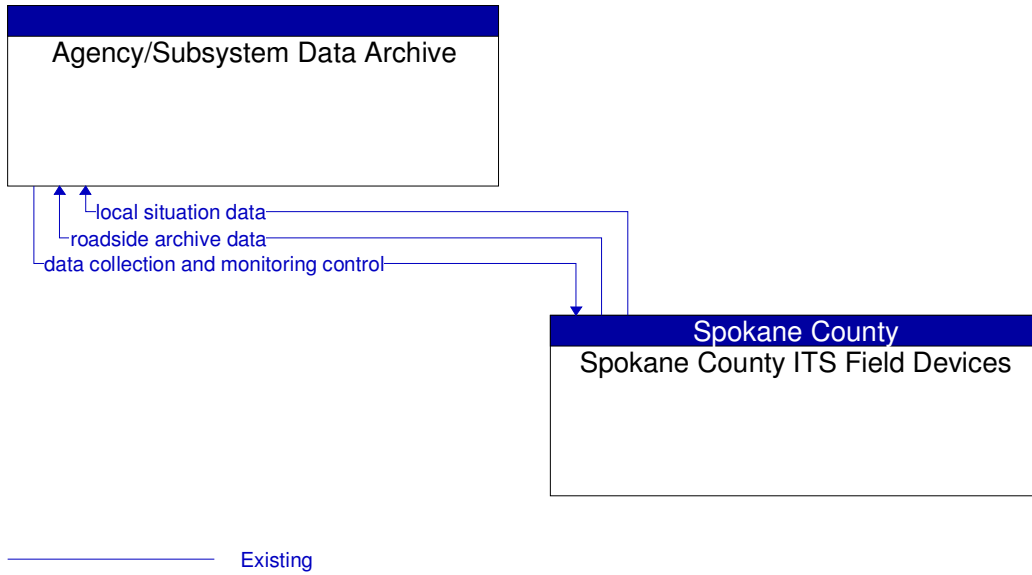 Agency/Subsystem Data Archive
local situation data
roadside archive data
data collection and monitoring control
Spokane County
Spokane County ITS Field Devices
Existing